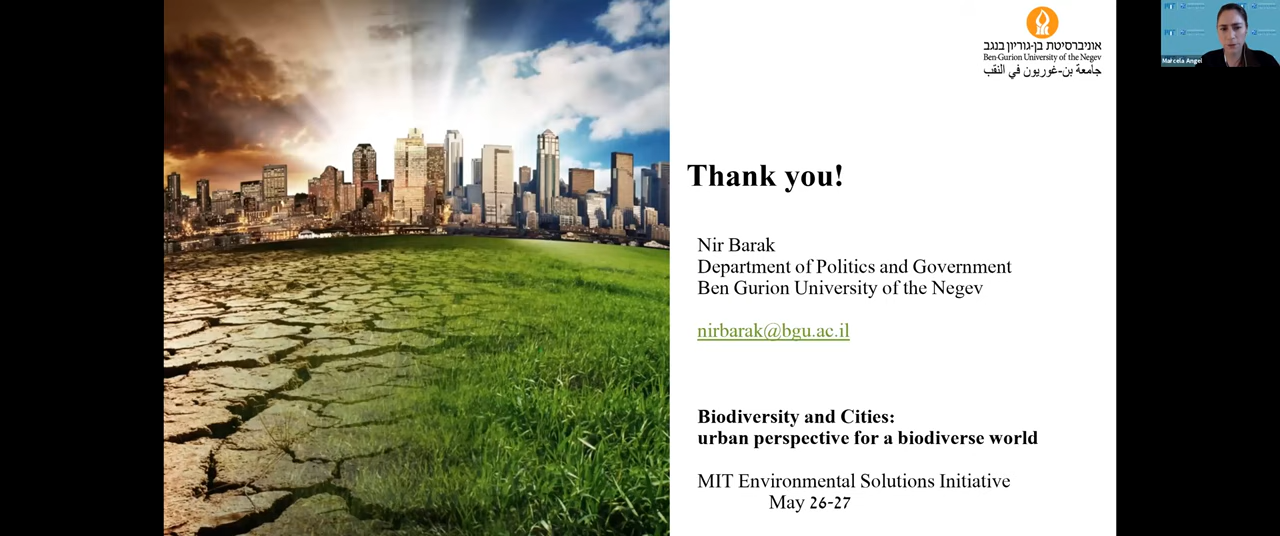 אוניברסיטת בן-גוריון בנגב
Ben-Gurion University of the Negev
جامعة بن-غوريون في النقب
Marcela Angel
Thank you!
Nir Barak
Department of Politics and Government
Ben Gurion University of the Negev
nirbarak@bgu.ac.il
Biodiversity and Cities:
urban perspective for a biodiverse world
MIT Environmental Solutions Initiative
May 26-27